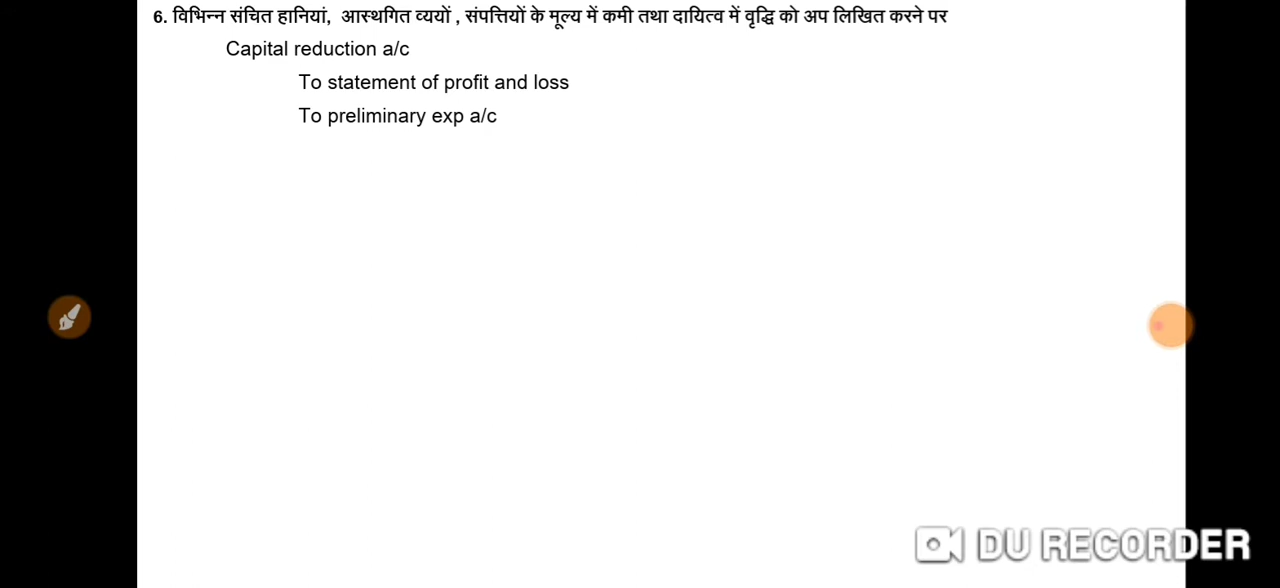 6. विभिन्न संचित हानियां, आस्थगित व्ययों , संपत्तियों के मूल्य में कमी तथा दायित्व में वृद्धि को अप लिखित करने पर
Capital reduction a/c
To statement of profit and loss
To preliminary exp a/c
DU RECORDER